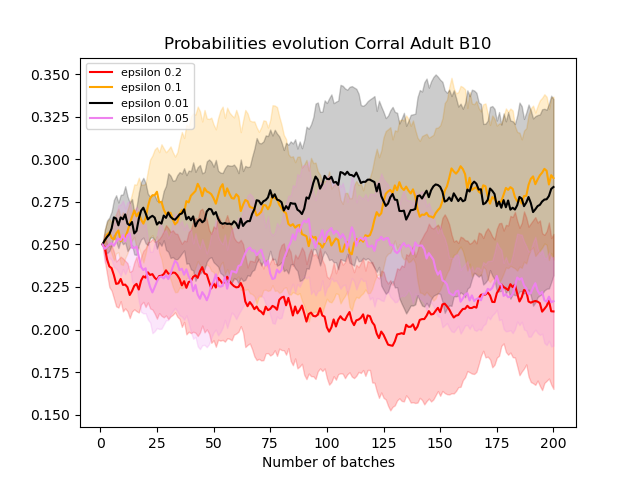 Probabilities evolution Corral Adult B10
epsilon 0.2
epsilon 0.1
epsilon 0.01
epsilon 0.05
0.350
0.325
0.300
0.275
0.250
0.225
0.200
0.175
0.150
0 25 50 75 100 125 150 175 200
Number of batches